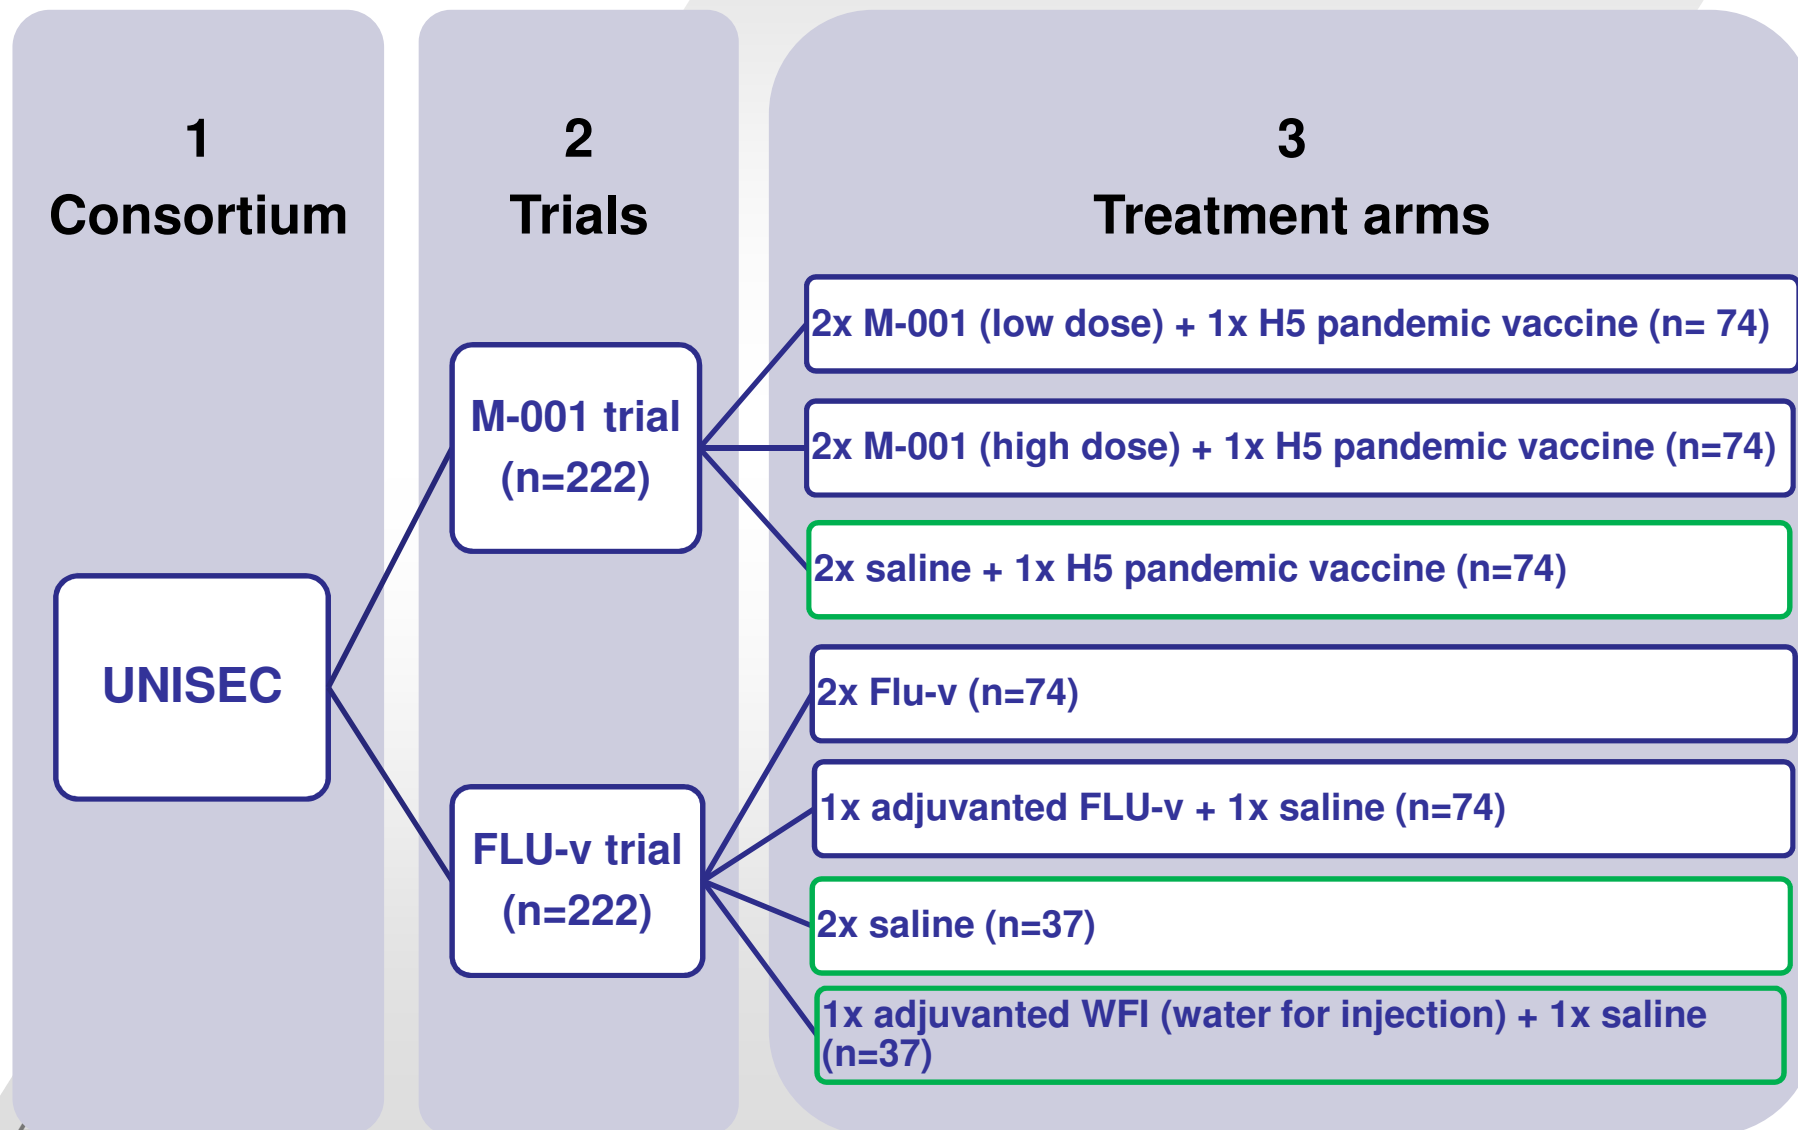 1
Consortium
2
Trials
3
Treatment arms
UNISEC
M-001 trial
(n=222)
FLU-v trial
(n=222)
2x M-001 (low dose) + 1x H5 pandemic vaccine (n= 74)
2x M-001 (high dose) + 1x H5 pandemic vaccine (n=74)
2x saline + 1x H5 pandemic vaccine (n=74)
2x Flu-v (n=74)
1x adjuvanted FLU-v + 1x saline (n=74)
2x saline (n=37)
1x adjuvanted WFI (water for injection) + 1x saline
(n=37)